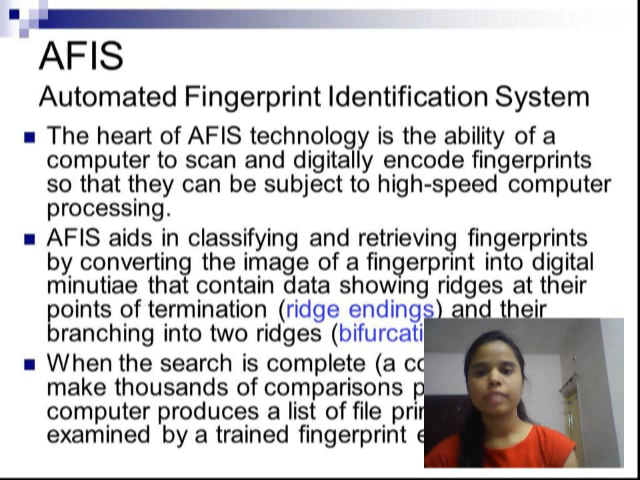 AFIS
Automated Fingerprint Identification System
The heart of AFIS technology is the ability of a
computer to scan and digitally encode fingerprints
so that they can be subject to high-speed computer
processing.
AFIS aids in classifying and retrieving fingerprints
by converting the image of a fingerprint into digital
minutiae that contain data showing ridges at their
points of termination (ridge endings) and their
branching into two ridges (
When the search is complete (a
make thousands of comparisons
computer produces a list of file
examined by a trained fingerprint